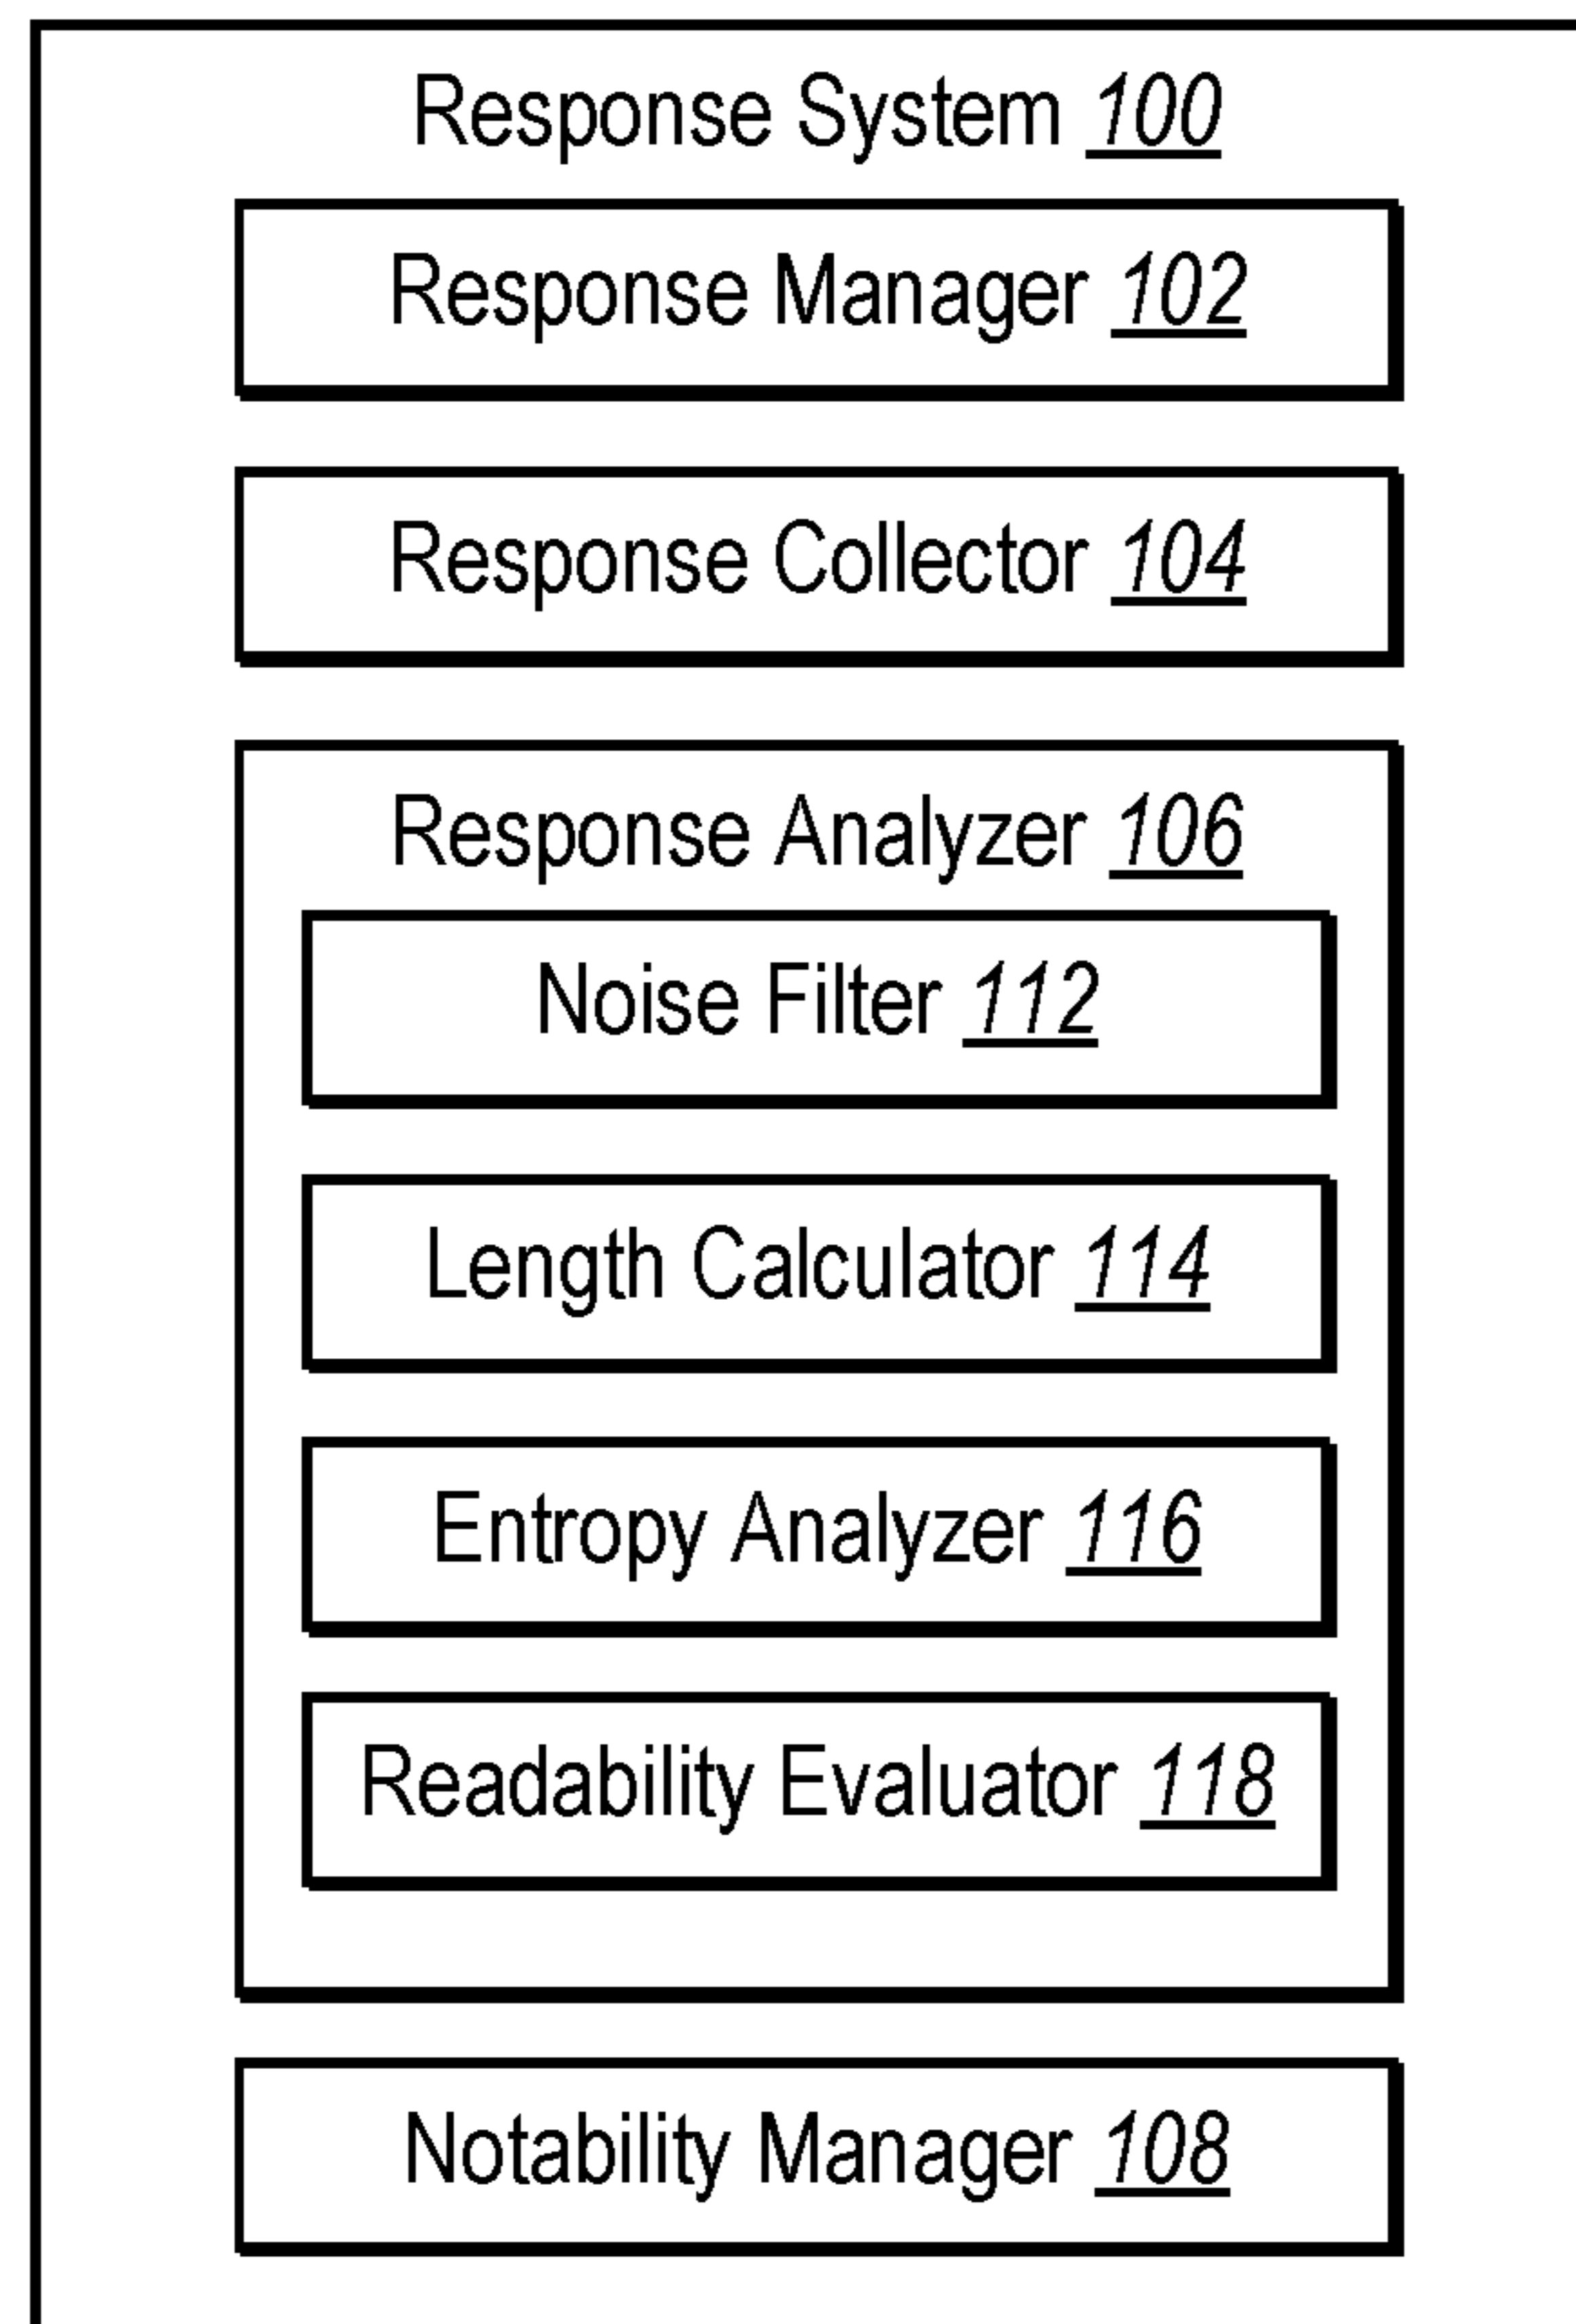 Response System 100
Response Manager 102
Response Collector 104
Response Analyzer 106
Noise Filter 112
Length Calculator 114
Entropy Analyzer 116
Readability Evaluator 118
Notability Manager 108